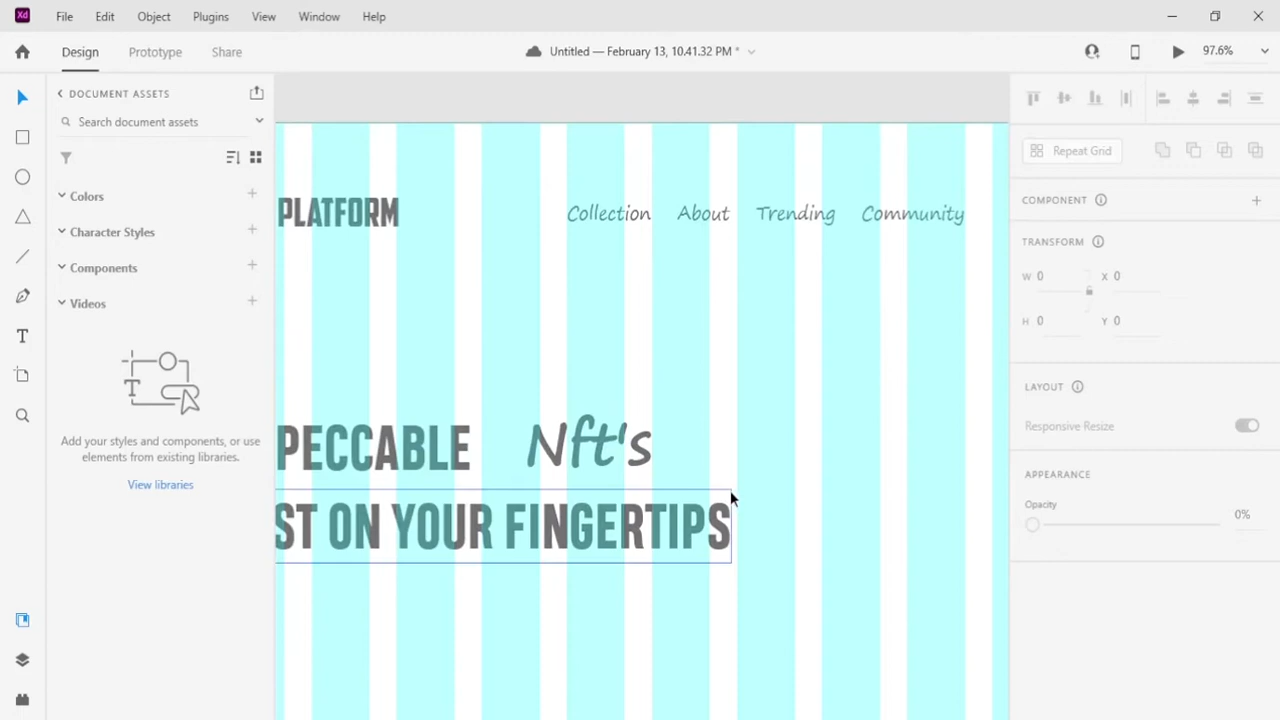 Xd File Edit Object Plugins View Window Help
Design Prototype Share Untitled — February 13, 10.41.32 PM * 97.6%
DOCUMENT ASSETS
Search document assets
Colors
Character Styles
Components
Videos
Add your styles and components, or use
elements from existing libraries.
View libraries
PLATFORM Collection About Trending Community
PECCABLE Nft's
ST ON YOUR FINGERTIPS
Repeat Grid
COMPONENT
TRANSFORM
W 0 X 0
H 0 Y 0
LAYOUT
Responsive Resize
APPEARANCE
Opacity
0%